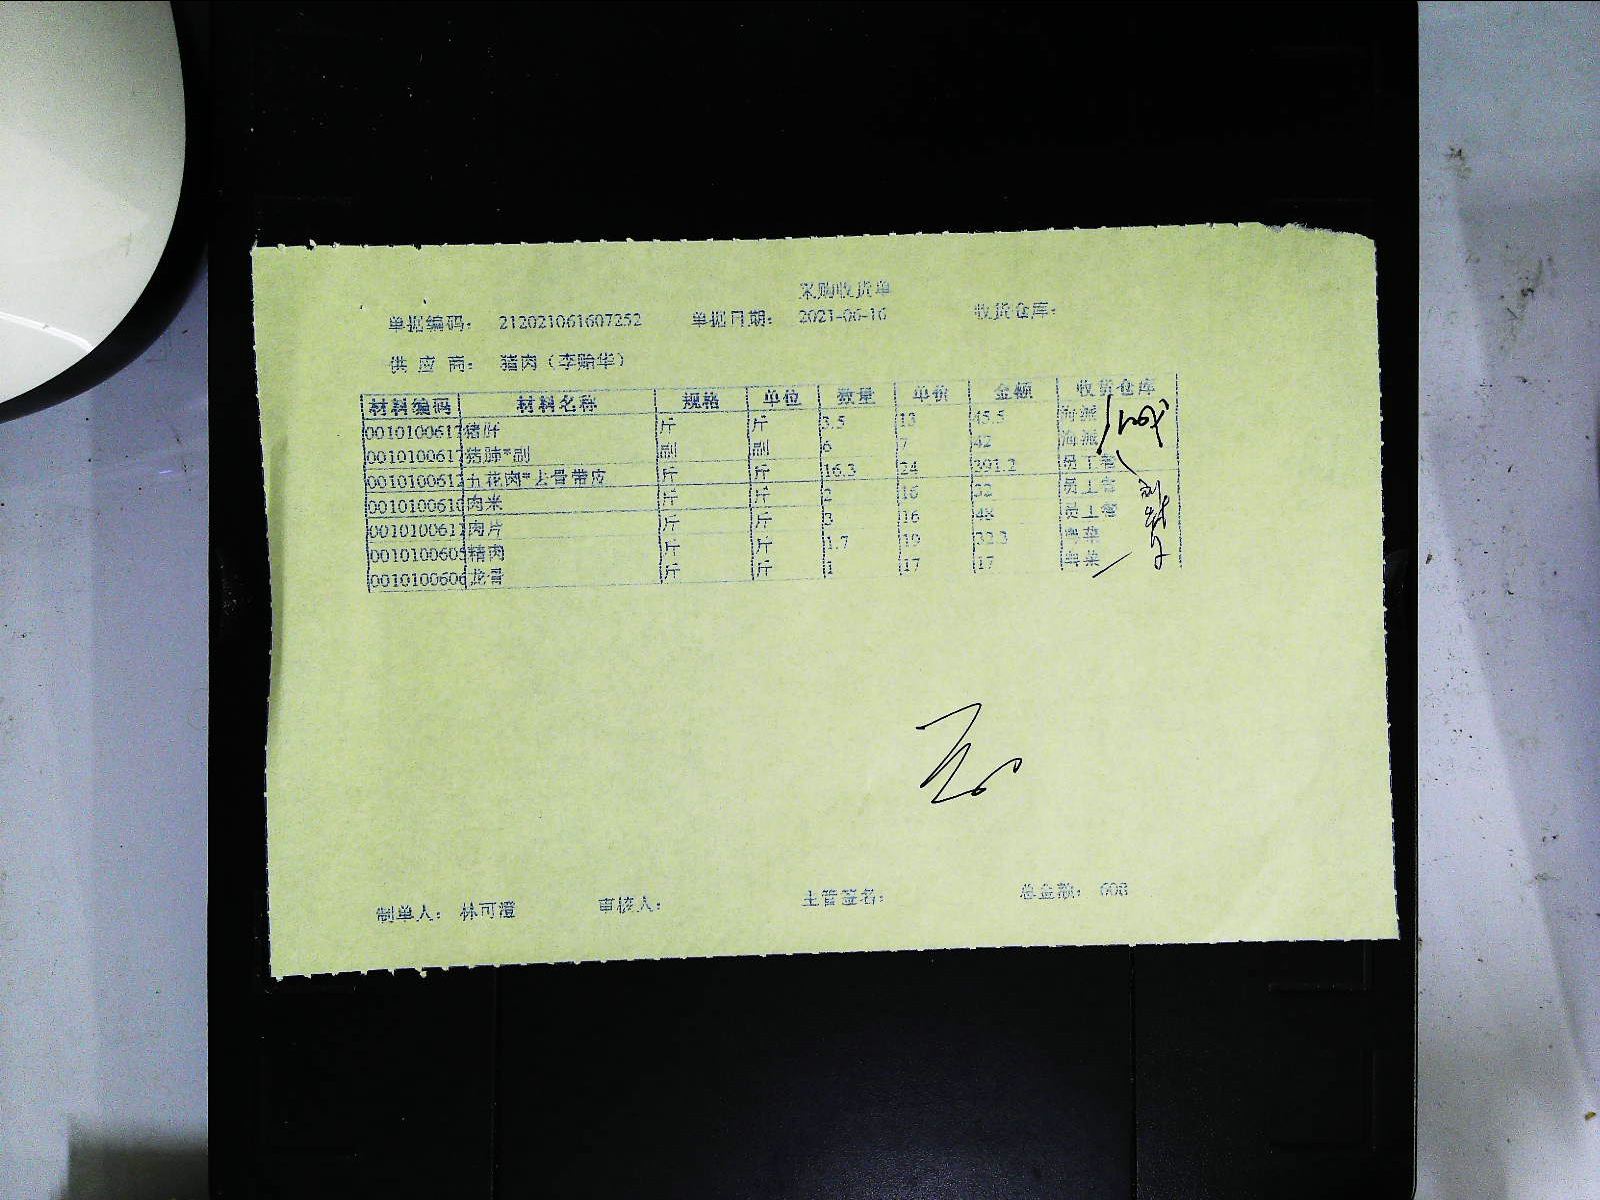 采购收货单
单据编码： 212021061607252 单据日期： 2021-06-16 收货仓库：
供 应 商： 猪肉（李贻华）
材料编码 材料名称 规格 单位 数量 单价 金额 收货仓库
0010100617 猪肝 斤 斤 3.5 13 45.5 海派
0010100617 猪肺*副 副 副 6 7 42 海派
0010100612 五花肉*去骨带皮 斤 斤 16.3 24 391.2 员工餐
0010100610 肉米 斤 斤 2 16 32 员工餐
0010100611 肉片 斤 斤 3 16 48 员工餐
0010100605 精肉 斤 斤 1.7 19 32.3 粤菜
0010100606 龙骨 斤 斤 1 17 17 粤菜
制单人： 林可澄 审核人： 主管签名： 总金额： 608